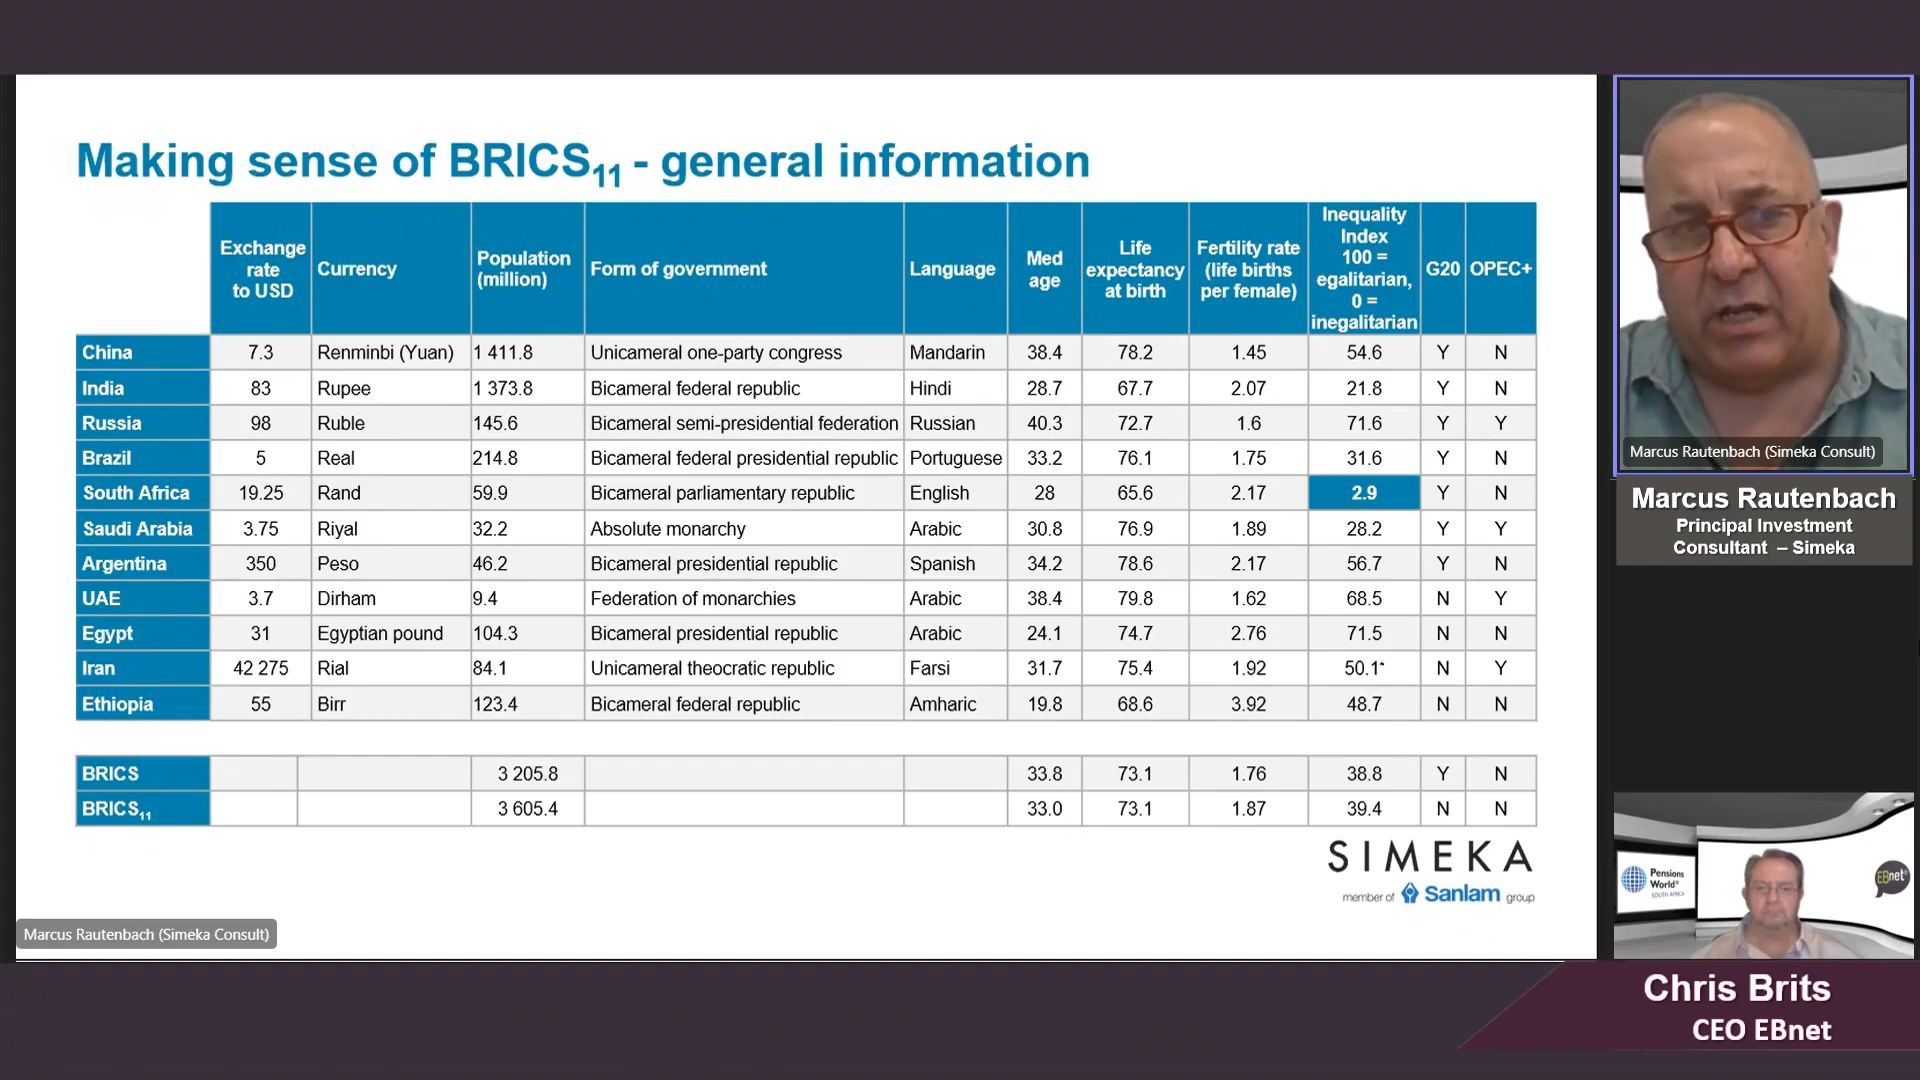 Making sense of BRICS11 - general information
Exchange rate to USD Currency Population (million) Form of government Language Med age Life expectancy at birth Fertility rate (life births per female) Inequality Index 100 = egalitarian, 0 = inegalitarian G20 OPEC+
China 7.3 Renminbi (Yuan) 1 411.8 Unicameral one-party congress Mandarin 38.4 78.2 1.45 54.6 Y N
India 83 Rupee 1 373.8 Bicameral federal republic Hindi 28.7 67.7 2.07 21.8 Y N
Russia 98 Ruble 145.6 Bicameral semi-presidential federation Russian 40.3 72.7 1.6 71.6 Y Y
Brazil 5 Real 214.8 Bicameral federal presidential republic Portuguese 33.2 76.1 1.75 31.6 Y N
South Africa 19.25 Rand 59.9 Bicameral parliamentary republic English 28 65.6 2.17 2.9 Y N
Saudi Arabia 3.75 Riyal 32.2 Absolute monarchy Arabic 30.8 76.9 1.89 28.2 Y Y
Argentina 350 Peso 46.2 Bicameral presidential republic Spanish 34.2 78.6 2.17 56.7 Y N
UAE 3.7 Dirham 9.4 Federation of monarchies Arabic 38.4 79.8 1.62 68.5 N Y
Egypt 31 Egyptian pound 104.3 Bicameral presidential republic Arabic 24.1 74.7 2.76 71.5 N N
Iran 42 275 Rial 84.1 Unicameral theocratic republic Farsi 31.7 75.4 1.92 50.1* N Y
Ethiopia 55 Birr 123.4 Bicameral federal republic Amharic 19.8 68.6 3.92 48.7 N N
BRICS 3 205.8 33.8 73.1 1.76 38.8 Y N
BRICS11 3 605.4 33.0 73.1 1.87 39.4 N N
SIMEKA
member of Sanlam group
Marcus Rautenbach (Simeka Consult)
Marcus Rautenbach (Simeka Consult)
Marcus Rautenbach
Principal Investment
Consultant – Simeka
Pensions
World®
SOUTH AFRICA
EBnet®
Chris Brits
CEO EBnet